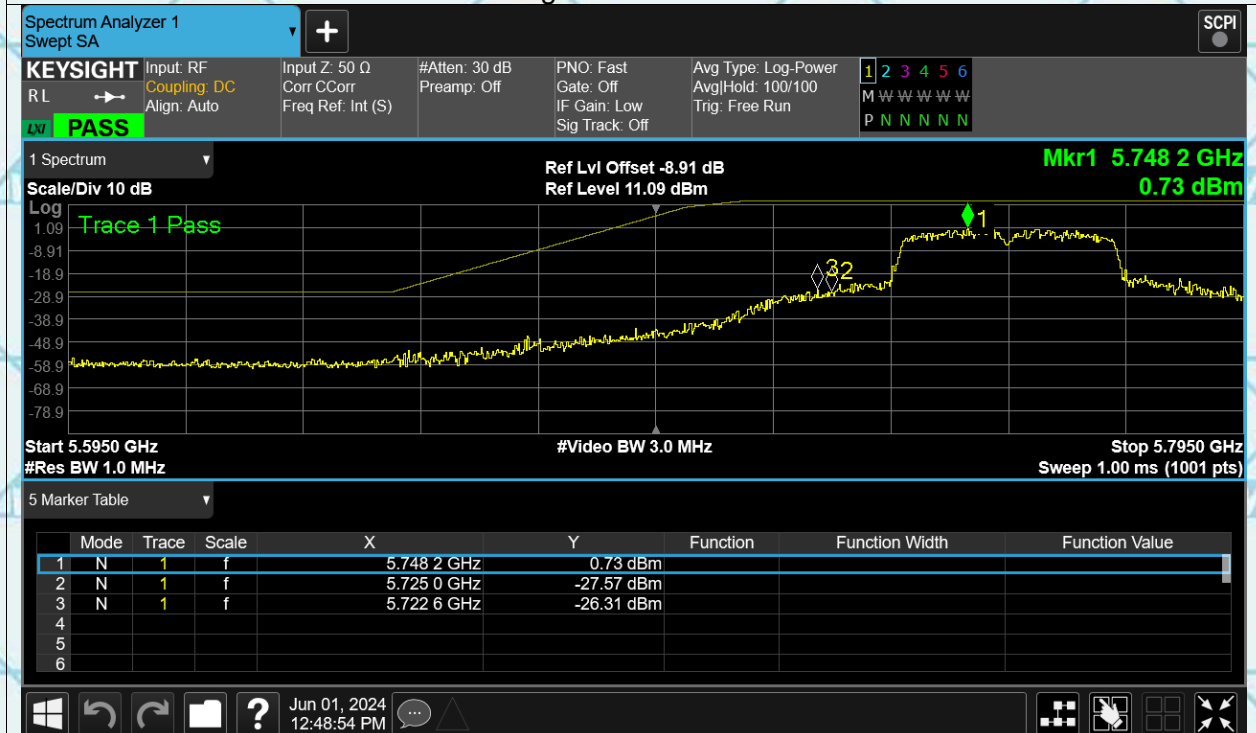 Spectrum Analyzer 1
Swept SA
+
SCPI
KEYSIGHT
RL
LXI PASS
Input: RF
Coupling: DC
Align: Auto
Input Z: 50 Ω
Corr CCorr
Freq Ref: Int (S)
#Atten: 30 dB
Preamp: Off
PNO: Fast
Gate: Off
IF Gain: Low
Sig Track: Off
Avg Type: Log-Power
Avg|Hold: 100/100
Trig: Free Run
1 2 3 4 5 6
M W W W W W
P N N N N N
1 Spectrum
Scale/Div 10 dB
Ref Lvl Offset -8.91 dB
Ref Level 11.09 dBm
Mkr1 5.748 2 GHz
0.73 dBm
Log
Trace 1 Pass
1.09
-8.91
-18.9
-28.9
-38.9
-48.9
-58.9
-68.9
-78.9
1
32
Start 5.5950 GHz
#Video BW 3.0 MHz
Stop 5.7950 GHz
#Res BW 1.0 MHz
Sweep 1.00 ms (1001 pts)
5 Marker Table
Mode Trace Scale X Y Function Function Width Function Value
1 N 1 f 5.748 2 GHz 0.73 dBm
2 N 1 f 5.725 0 GHz -27.57 dBm
3 N 1 f 5.722 6 GHz -26.31 dBm
4
5
6
?
Jun 01, 2024
12:48:54 PM